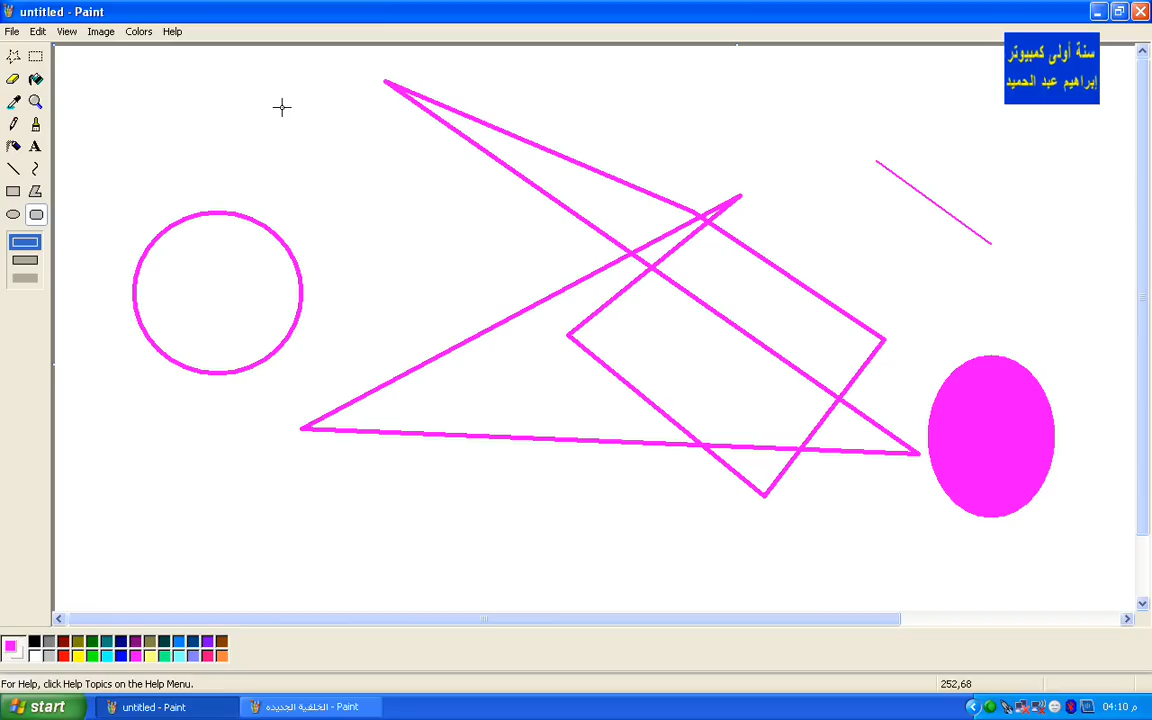 untitled - Paint
File Edit View Image Colors Help
سنة أولى كمبيوتر
إبراهيم عبد الحميد
A
For Help, click Help Topics on the Help Menu.
252,68
start
untitled - Paint
الخلفية الجديده - Paint
04:10 م